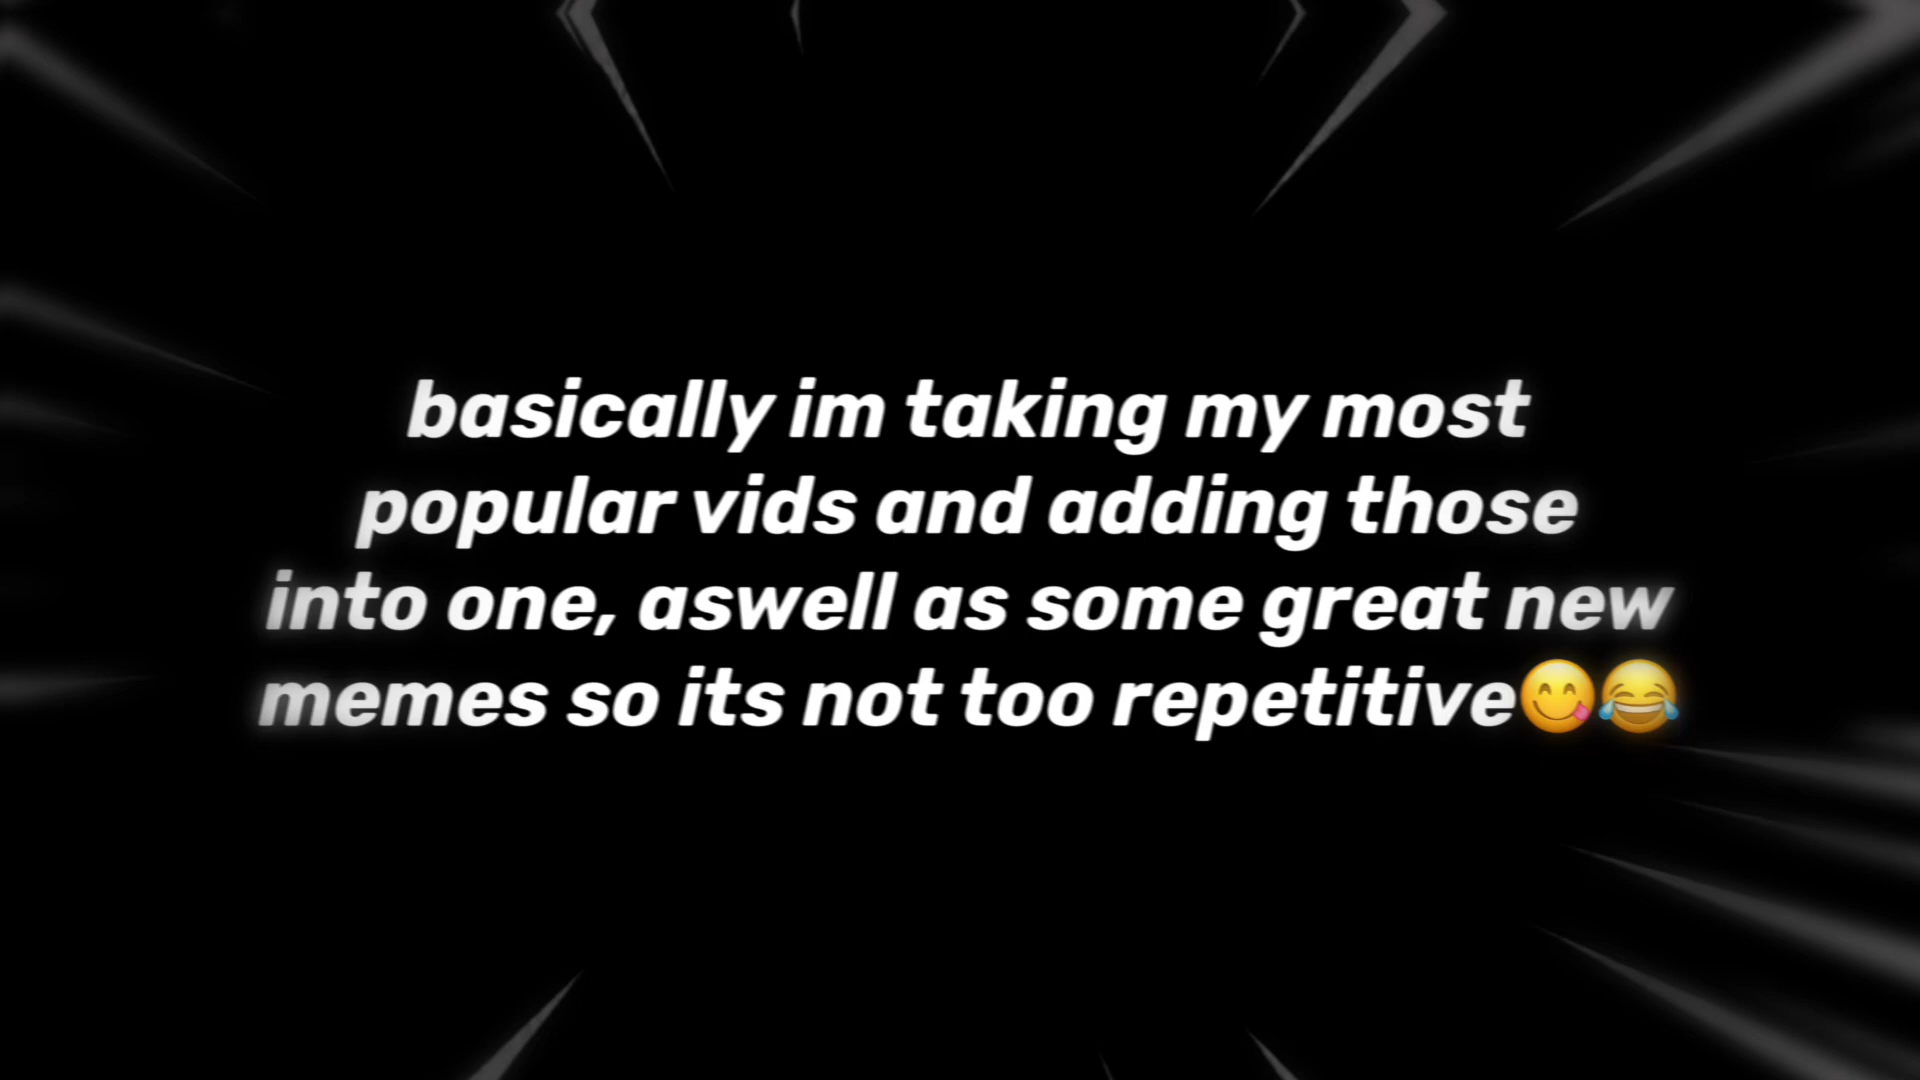 basically im taking my most
popular vids and adding those
into one, aswell as some great new
memes so its not too repetitive😋😂